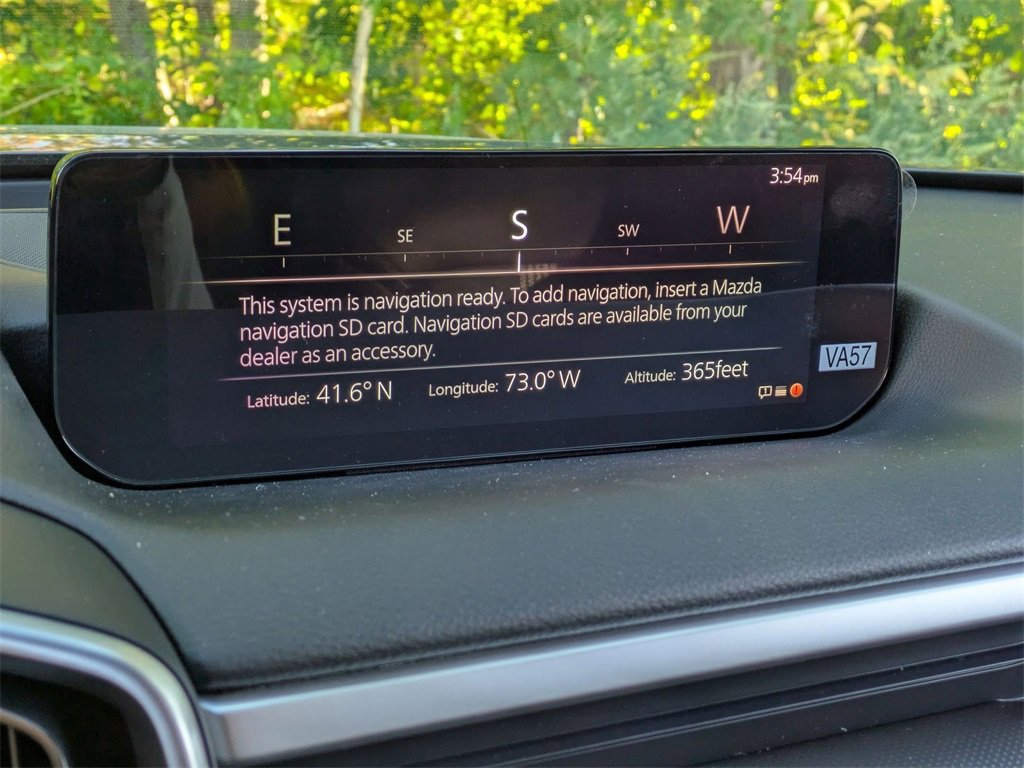 3:54pm
E SE S SW W
This system is navigation ready. To add navigation, insert a Mazda
navigation SD card. Navigation SD cards are available from your
dealer as an accessory.
Latitude: 41.6° N Longitude: 73.0° W Altitude: 365feet
VA57